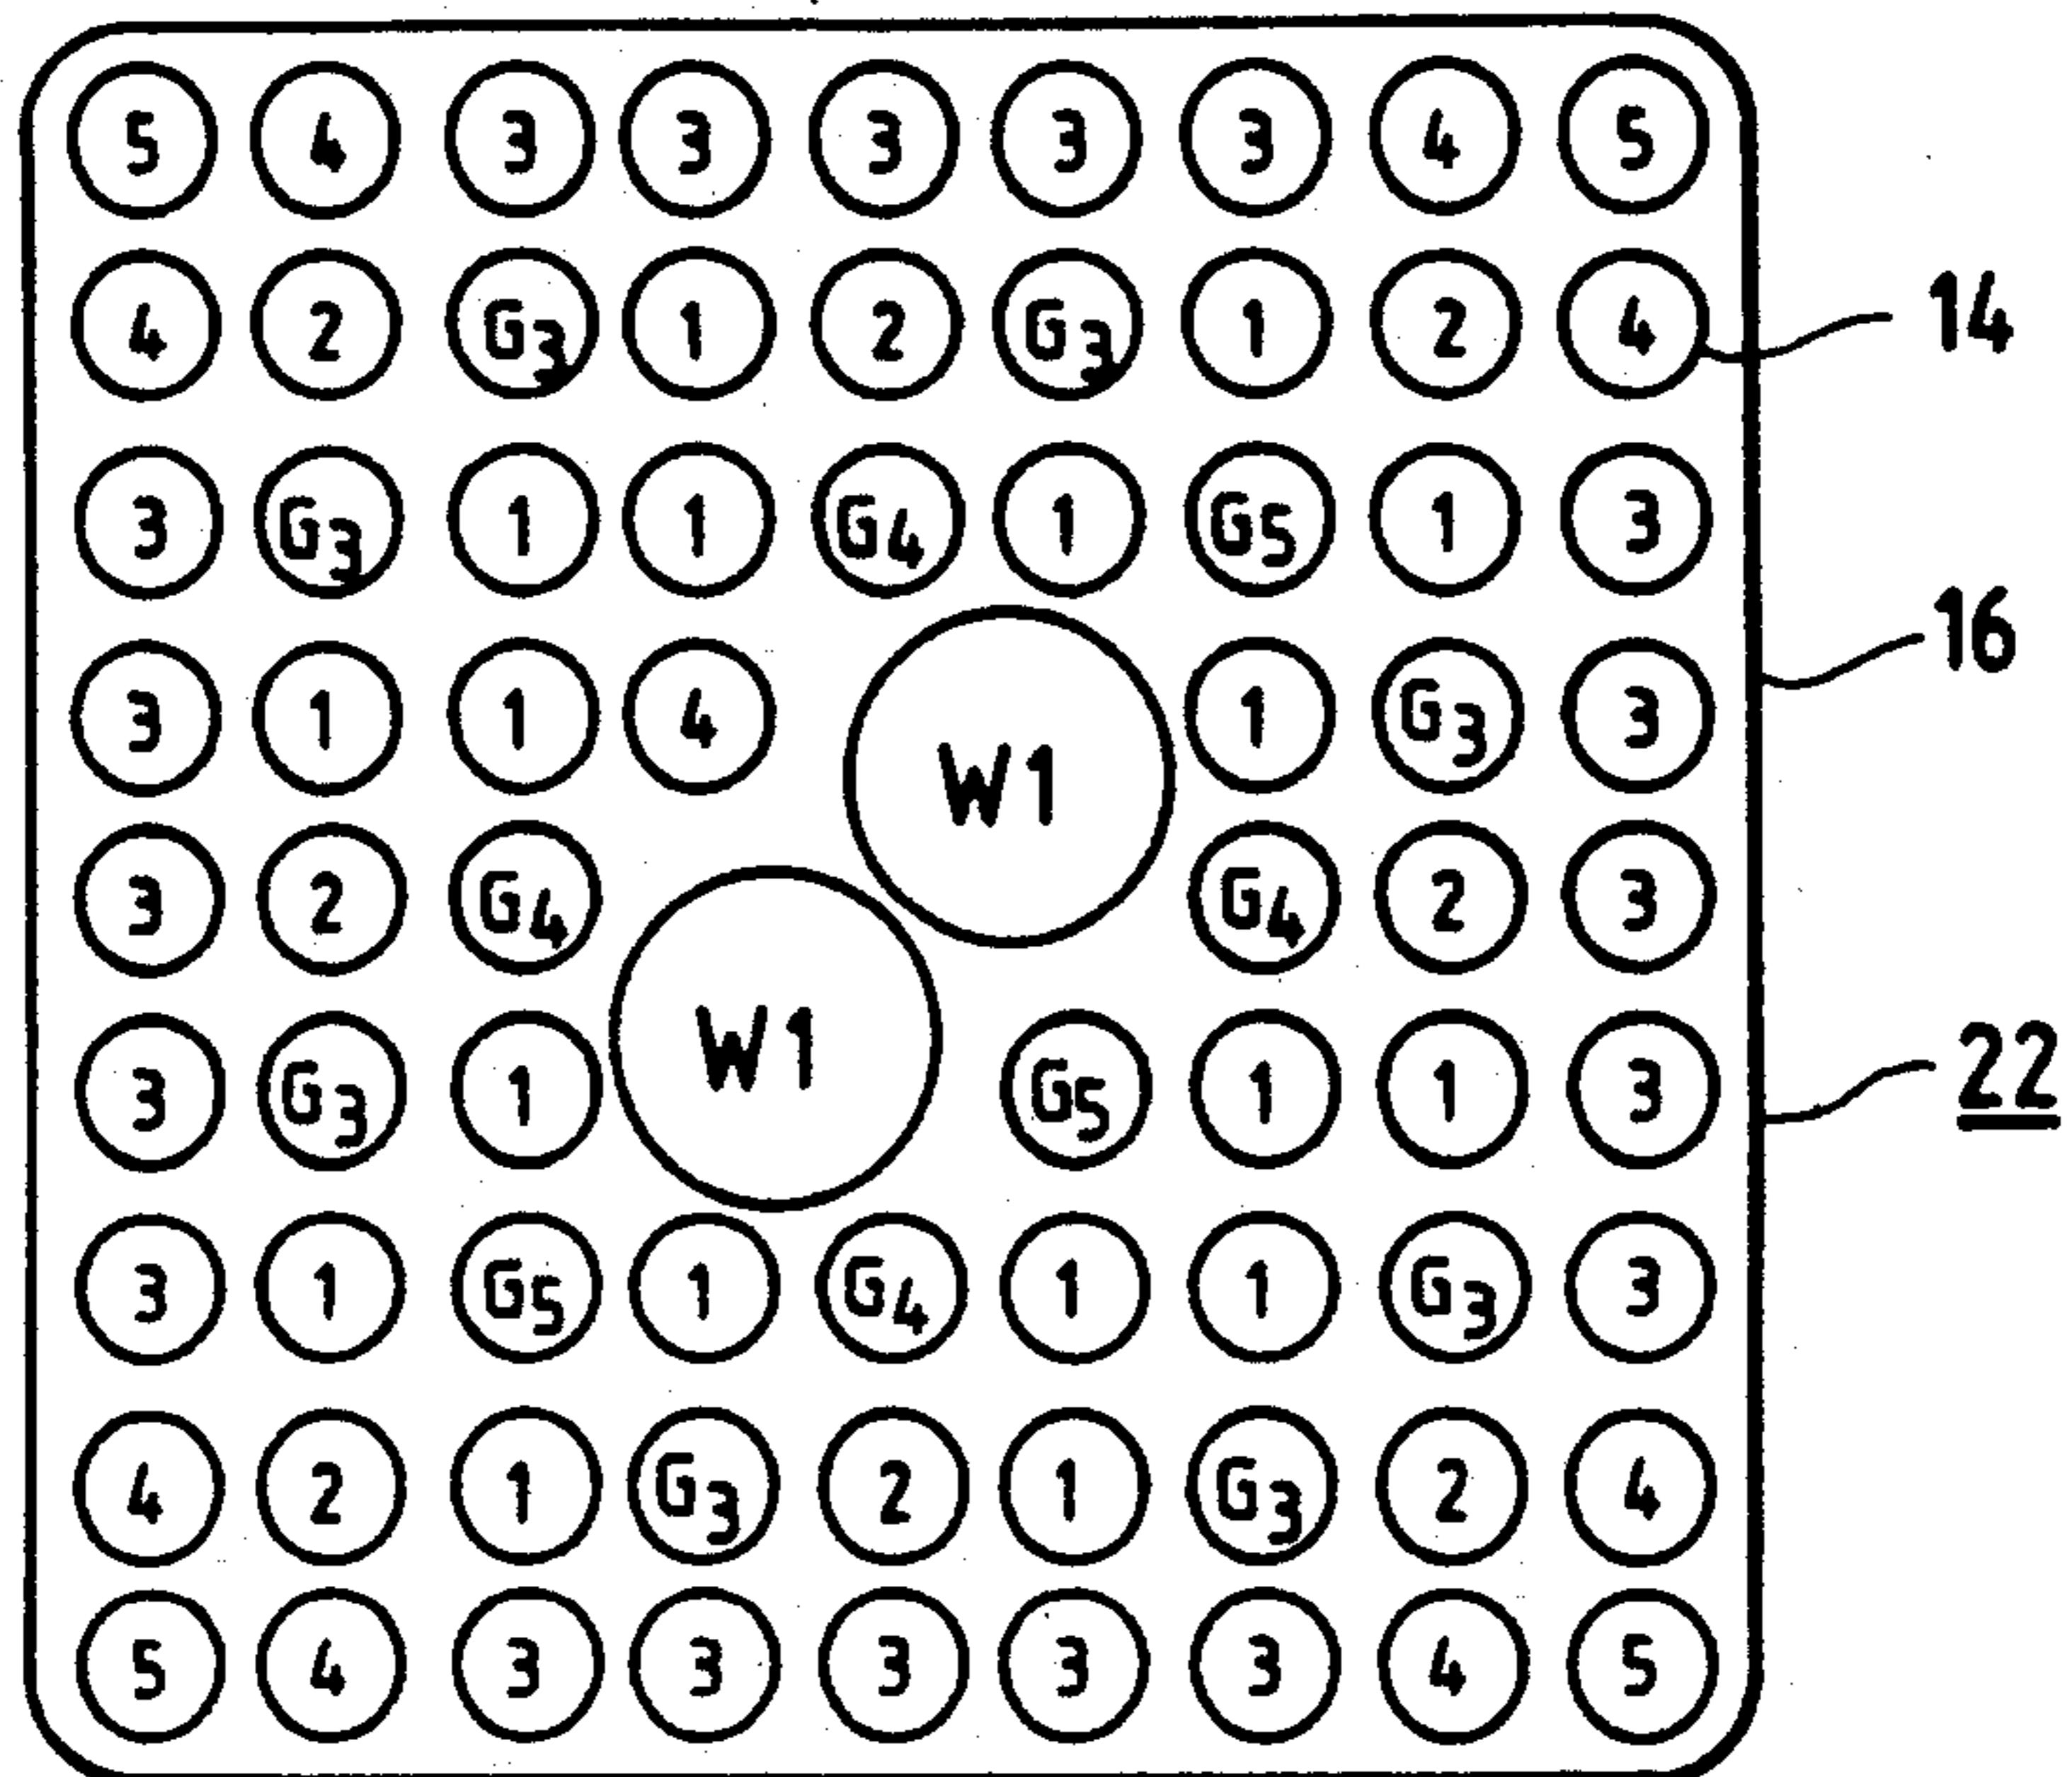 5 4 3 3 3 3 3 4 5
4 2 G3 1 2 G3 1 2 4 14
3 G3 1 1 G4 1 G5 1 3
3 1 1 4 W1 1 G3 3 16
3 2 G4 G4 2 3
3 G3 1 W1 G5 1 1 3 22
3 1 G5 1 G4 1 1 G3 3
4 2 1 G3 2 1 G3 2 4
5 4 3 3 3 3 3 4 5